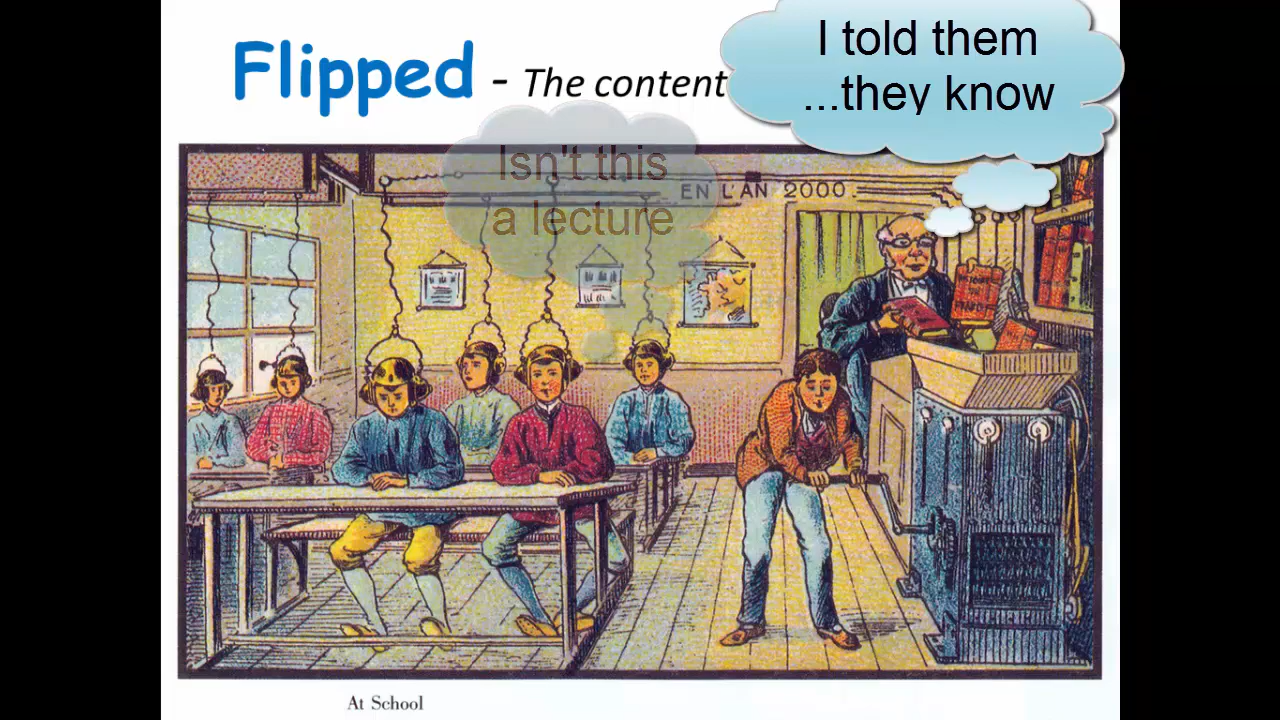 Flipped - The content
I told them
...they know
Isn't this
a lecture
EN L'AN 2000
At School